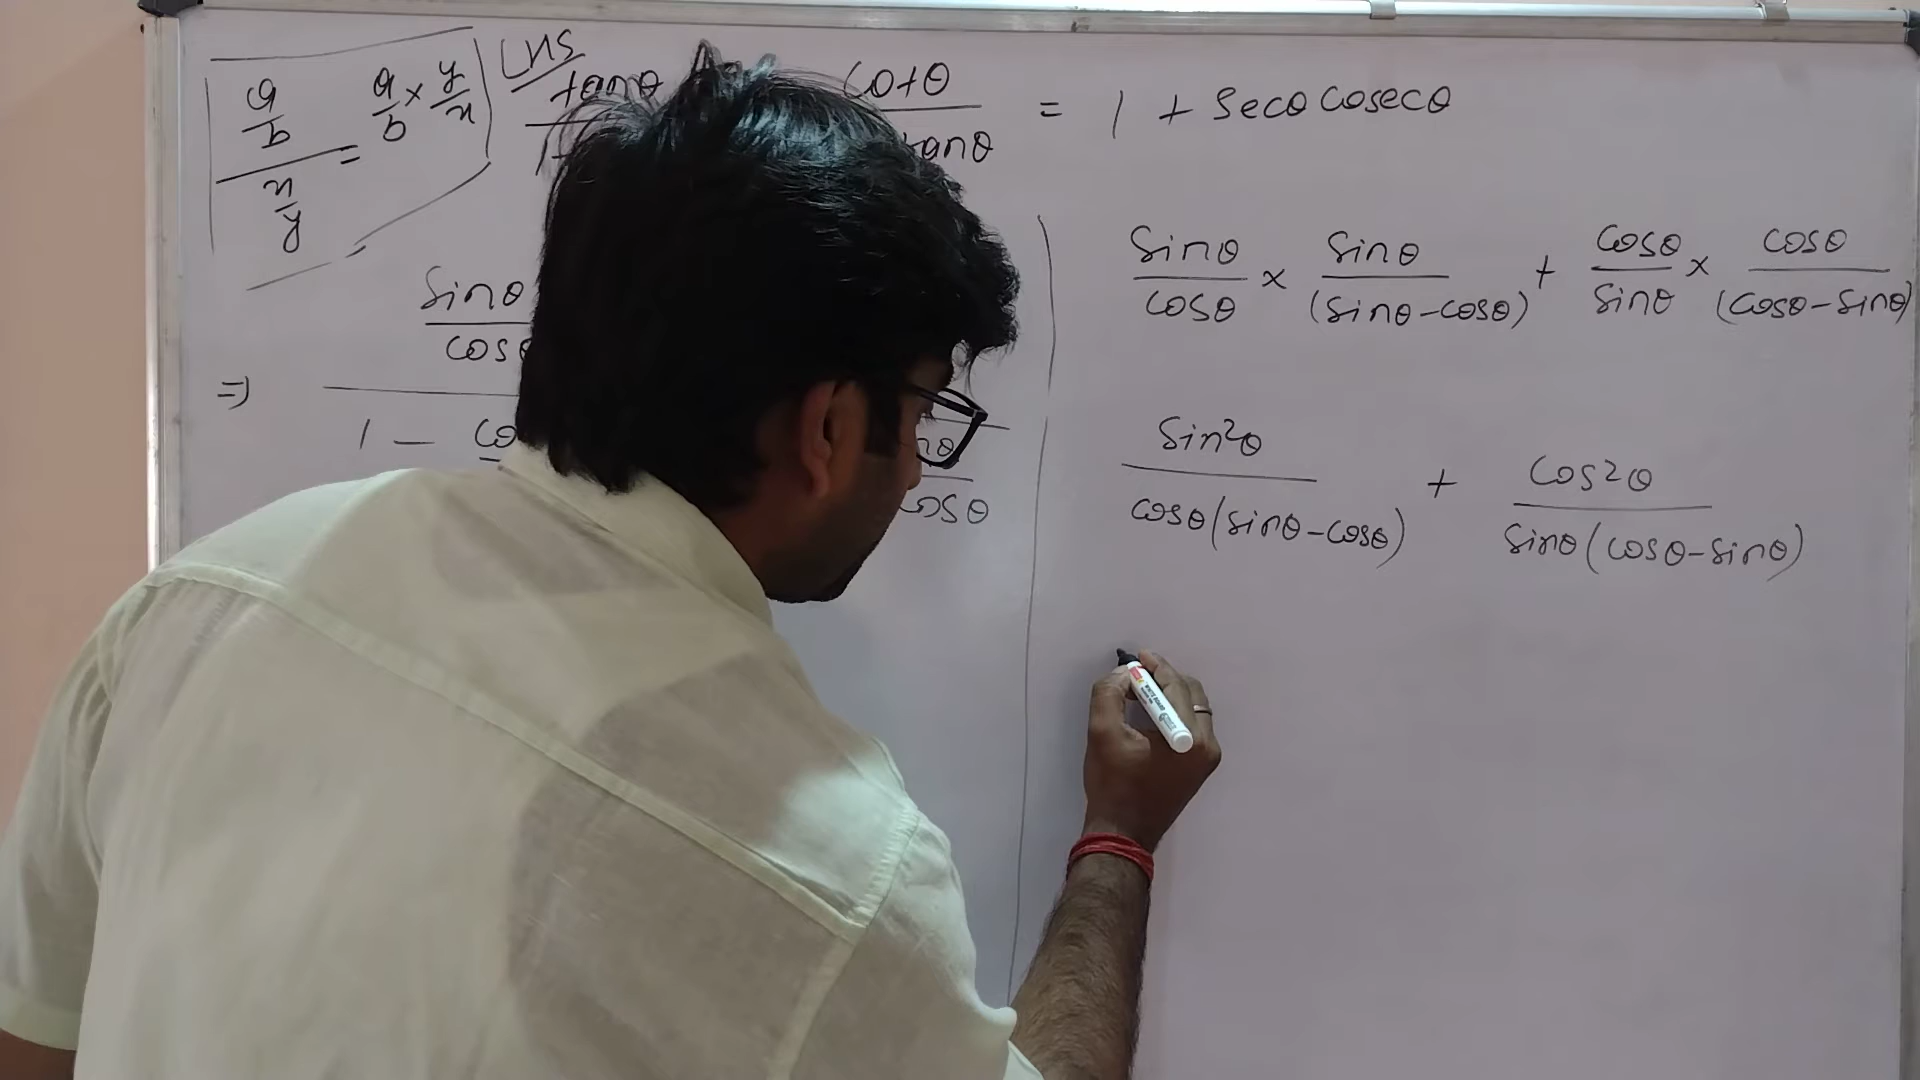 LHS
a/b / x/y = a/b × y/x
tanθ cotθ = 1 + secθ cosecθ
tanθ
sinθ/cosθ
⇒ 1 -
cosθ
sinθ/cosθ × sinθ/(sinθ-cosθ) + cosθ/sinθ × cosθ/(cosθ-sinθ)
sin²θ/cosθ(sinθ-cosθ) + cos²θ/sinθ(cosθ-sinθ)